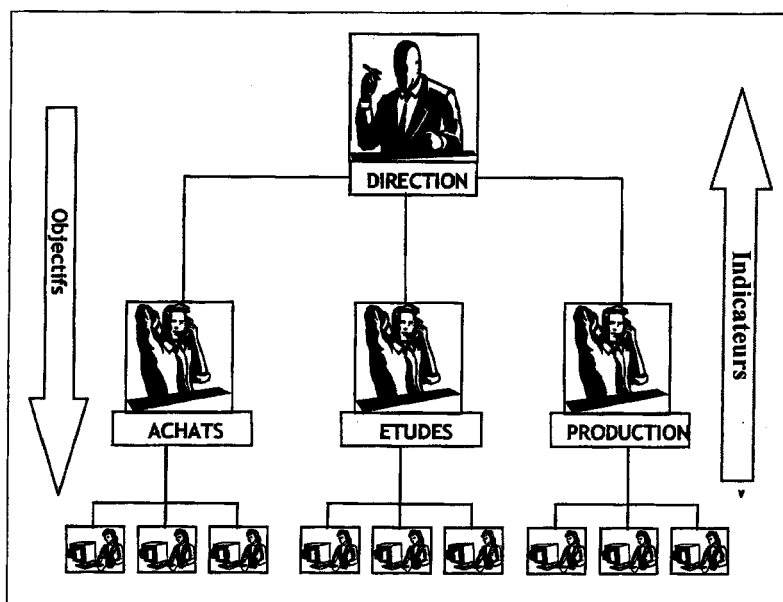 DIRECTION
Objectifs
Indicateurs
ACHATS
ETUDES
PRODUCTION